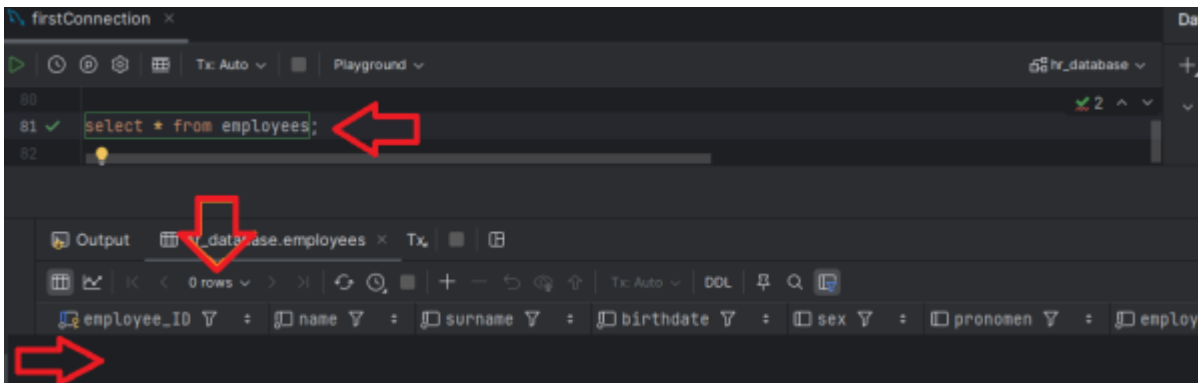 firstConnection ×
Da
Tx: Auto Playground hr_database
80
2
81 select * from employees;
82
Output hr_database.employees × Tx
0 rows Tx: Auto DDL
employee_ID name surname birthdate sex pronomen employ